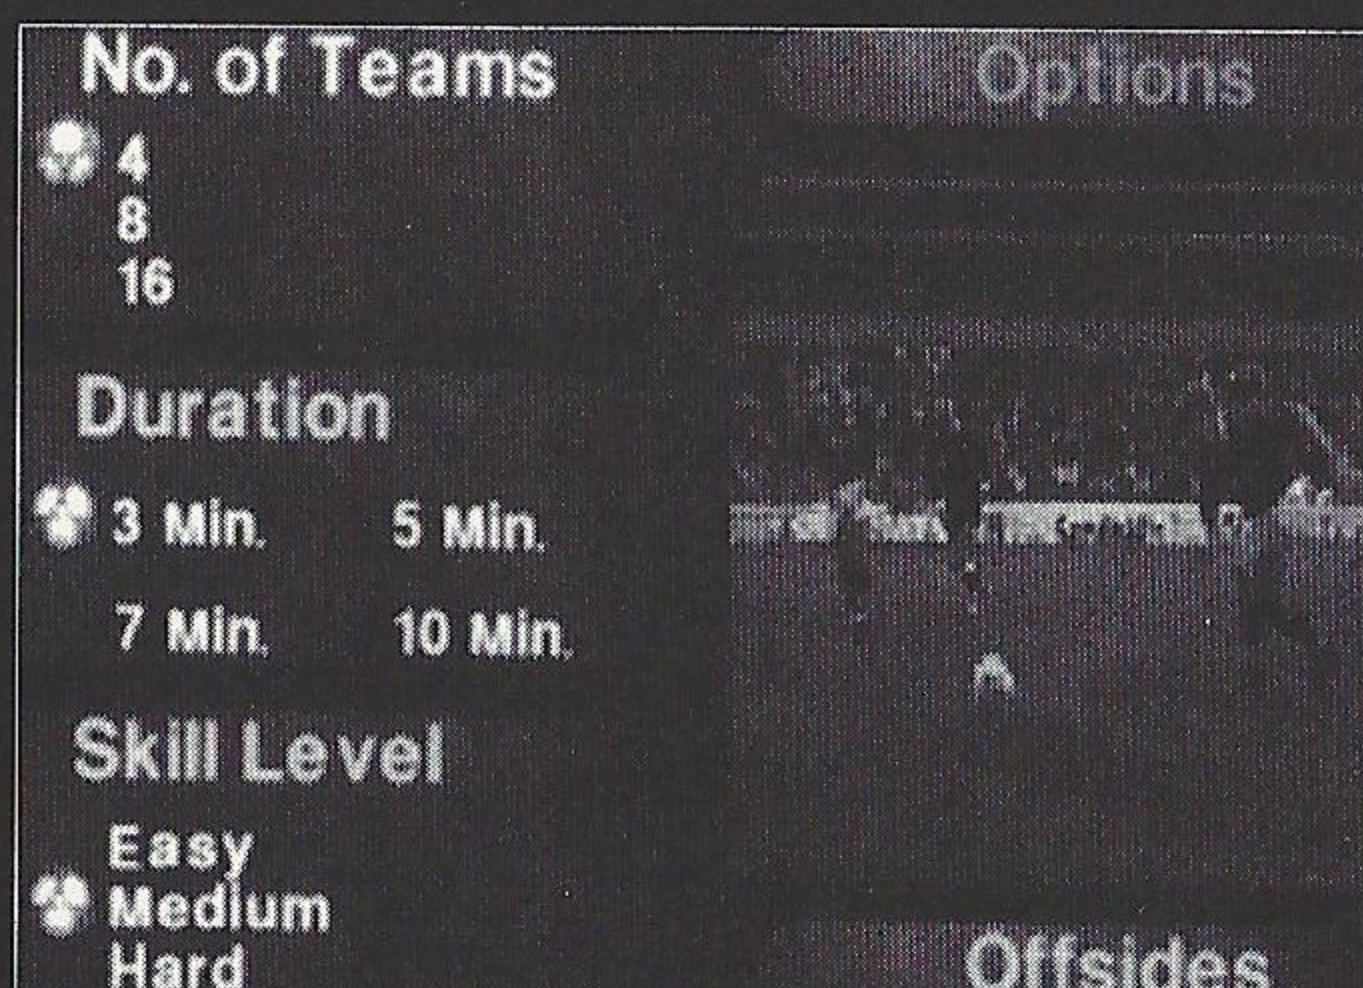 No. of Teams
4
8
16
Duration
3 Min. 5 Min.
7 Min. 10 Min.
Skill Level
Easy
Medium
Hard
Options
Offsides